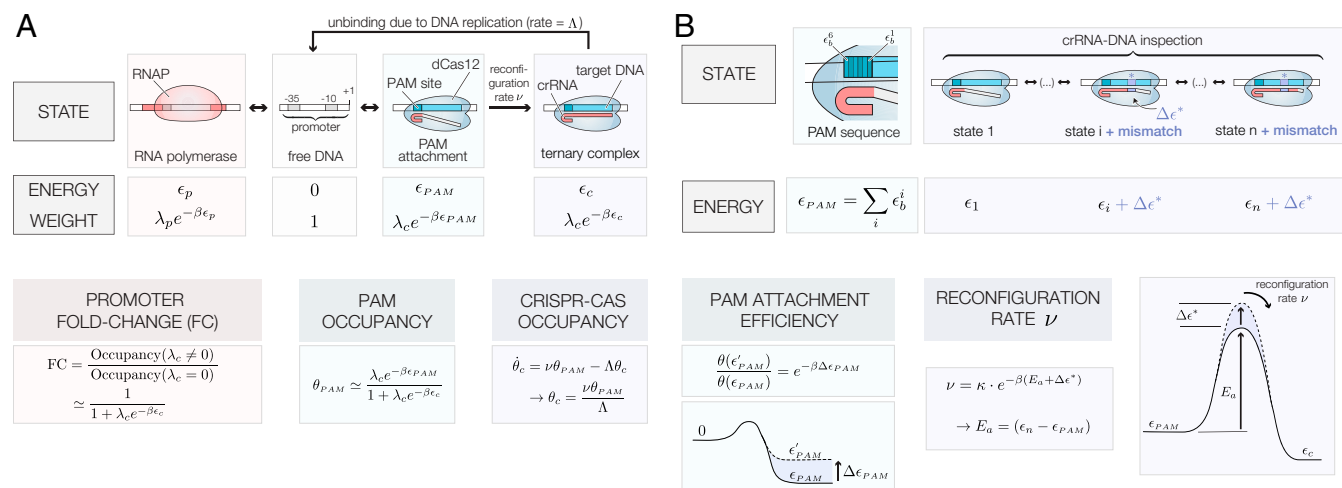 A
unbinding due to DNA replication (rate = Λ)
STATE
RNAP
RNA polymerase
-35
-10
+1
promoter
free DNA
PAM site
dCas12
PAM
attachment
reconfi-
guration
rate ν
crRNA
target DNA
ternary complex
ENERGY
ϵ_p
0
ϵ_{PAM}
ϵ_c
WEIGHT
λ_p e^{-βϵ_p}
1
λ_c e^{-βϵ_{PAM}}
λ_c e^{-βϵ_c}
PROMOTER
FOLD-CHANGE (FC)
FC = Occupancy(λ_c ≠ 0) / Occupancy(λ_c = 0)
≃ 1 / (1 + λ_c e^{-βϵ_c})
PAM
OCCUPANCY
θ_{PAM} ≃ λ_c e^{-βϵ_{PAM}} / (1 + λ_c e^{-βϵ_c})
CRISPR-CAS
OCCUPANCY
θ̇_c = νθ_{PAM} − Λθ_c
→ θ_c = νθ_{PAM} / Λ
B
STATE
ϵ_b^6
ϵ_b^1
PAM sequence
crRNA-DNA inspection
(...)
*
(...)
*
Δϵ*
state 1
state i + mismatch
state n + mismatch
ENERGY
ϵ_{PAM} = ∑_i ϵ_b^i
ϵ_1
ϵ_i + Δϵ*
ϵ_n + Δϵ*
PAM ATTACHMENT
EFFICIENCY
θ(ϵ'_{PAM}) / θ(ϵ_{PAM}) = e^{-βΔϵ_{PAM}}
0
ϵ'_{PAM}
ϵ_{PAM}
Δϵ_{PAM}
RECONFIGURATION
RATE ν
ν = κ · e^{-β(E_a+Δϵ*)}
→ E_a = (ϵ_n − ϵ_{PAM})
reconfiguration
rate ν
Δϵ*
E_a
ϵ_{PAM}
ϵ_c